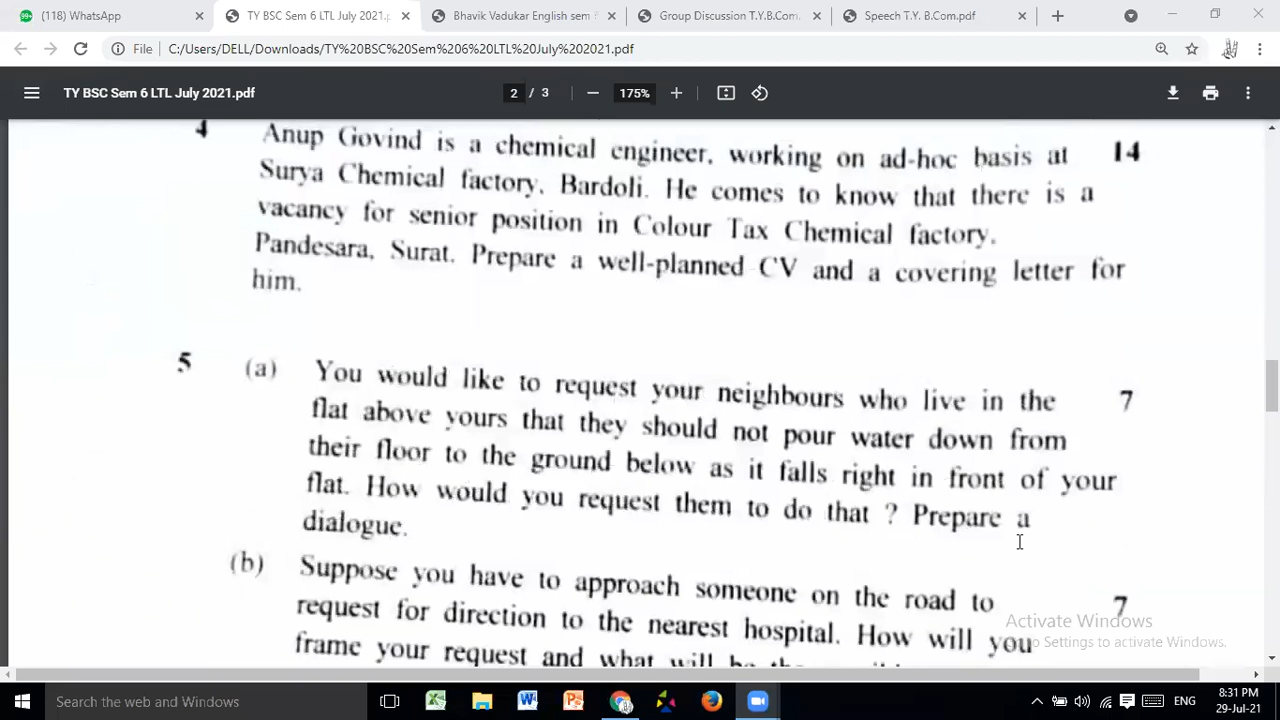 (118) WhatsApp
TY BSC Sem 6 LTL July 2021.p
Bhavik Vadukar English sem f
Group Discussion T.Y.B.Com.
Speech T.Y. B.Com.pdf
File C:/Users/DELL/Downloads/TY%20BSC%20Sem%206%20LTL%20July%202021.pdf
TY BSC Sem 6 LTL July 2021.pdf
2 / 3
175%
4 Anup Govind is a chemical engineer, working on ad-hoc basis at 14
Surya Chemical factory, Bardoli. He comes to know that there is a
vacancy for senior position in Colour Tax Chemical factory.
Pandesara, Surat. Prepare a well-planned CV and a covering letter for
him.
5 (a) You would like to request your neighbours who live in the 7
flat above yours that they should not pour water down from
their floor to the ground below as it falls right in front of your
flat. How would you request them to do that ? Prepare a
dialogue.
(b) Suppose you have to approach someone on the road to 7
request for direction to the nearest hospital. How will you
frame your request and what will be the
Activate Windows
o Settings to activate Windows.
Search the web and Windows
ENG
8:31 PM
29-Jul-21